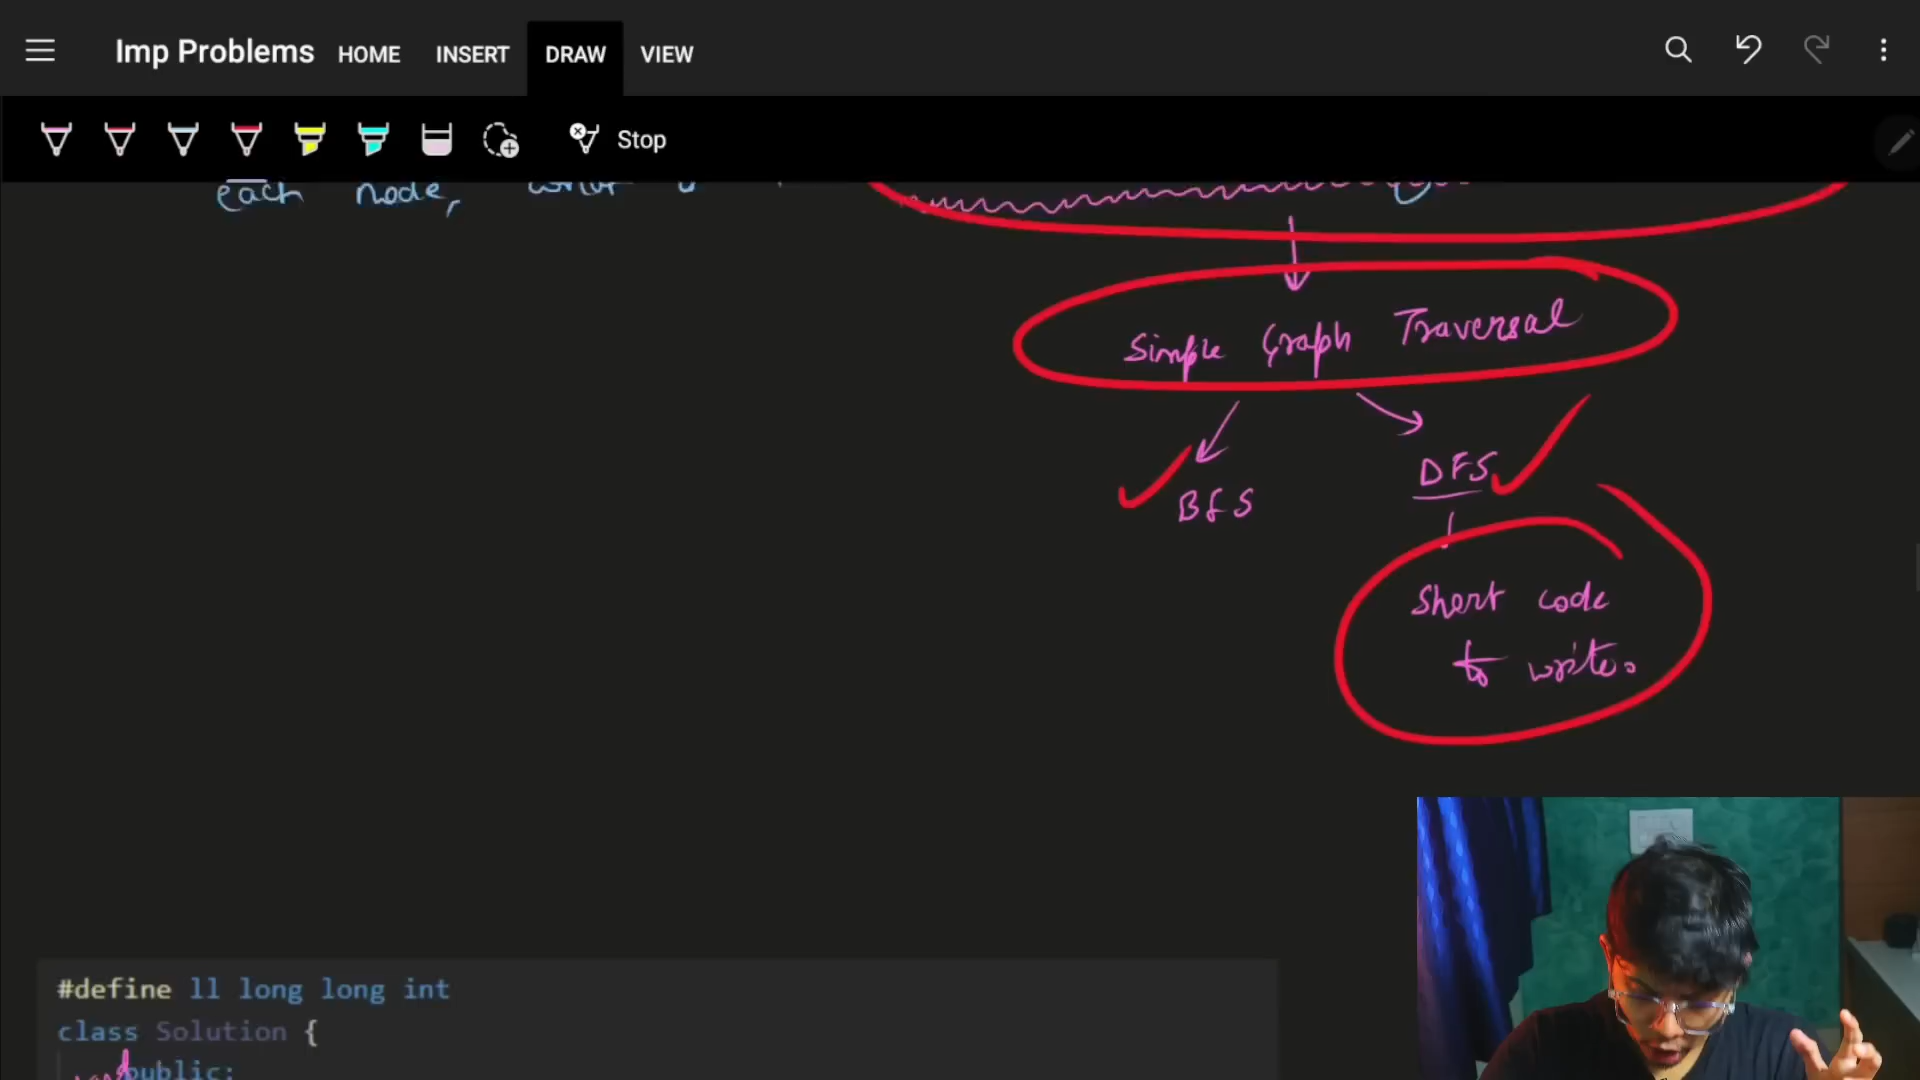 Imp Problems HOME INSERT DRAW VIEW
Stop
each node,
Simple Graph Traversal
BFS DFS
Short code
to write.
#define ll long long int
class Solution {
public: